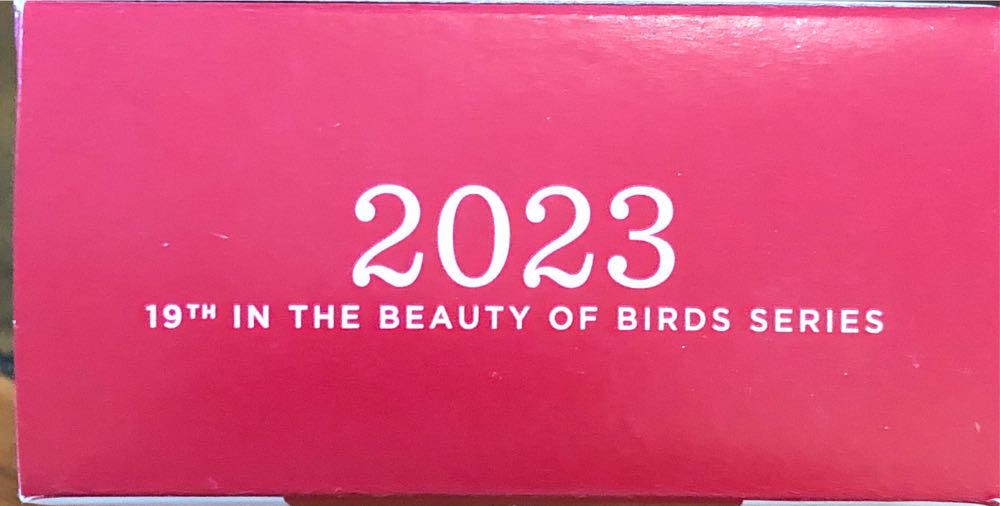 2023
19TH IN THE BEAUTY OF BIRDS SERIES